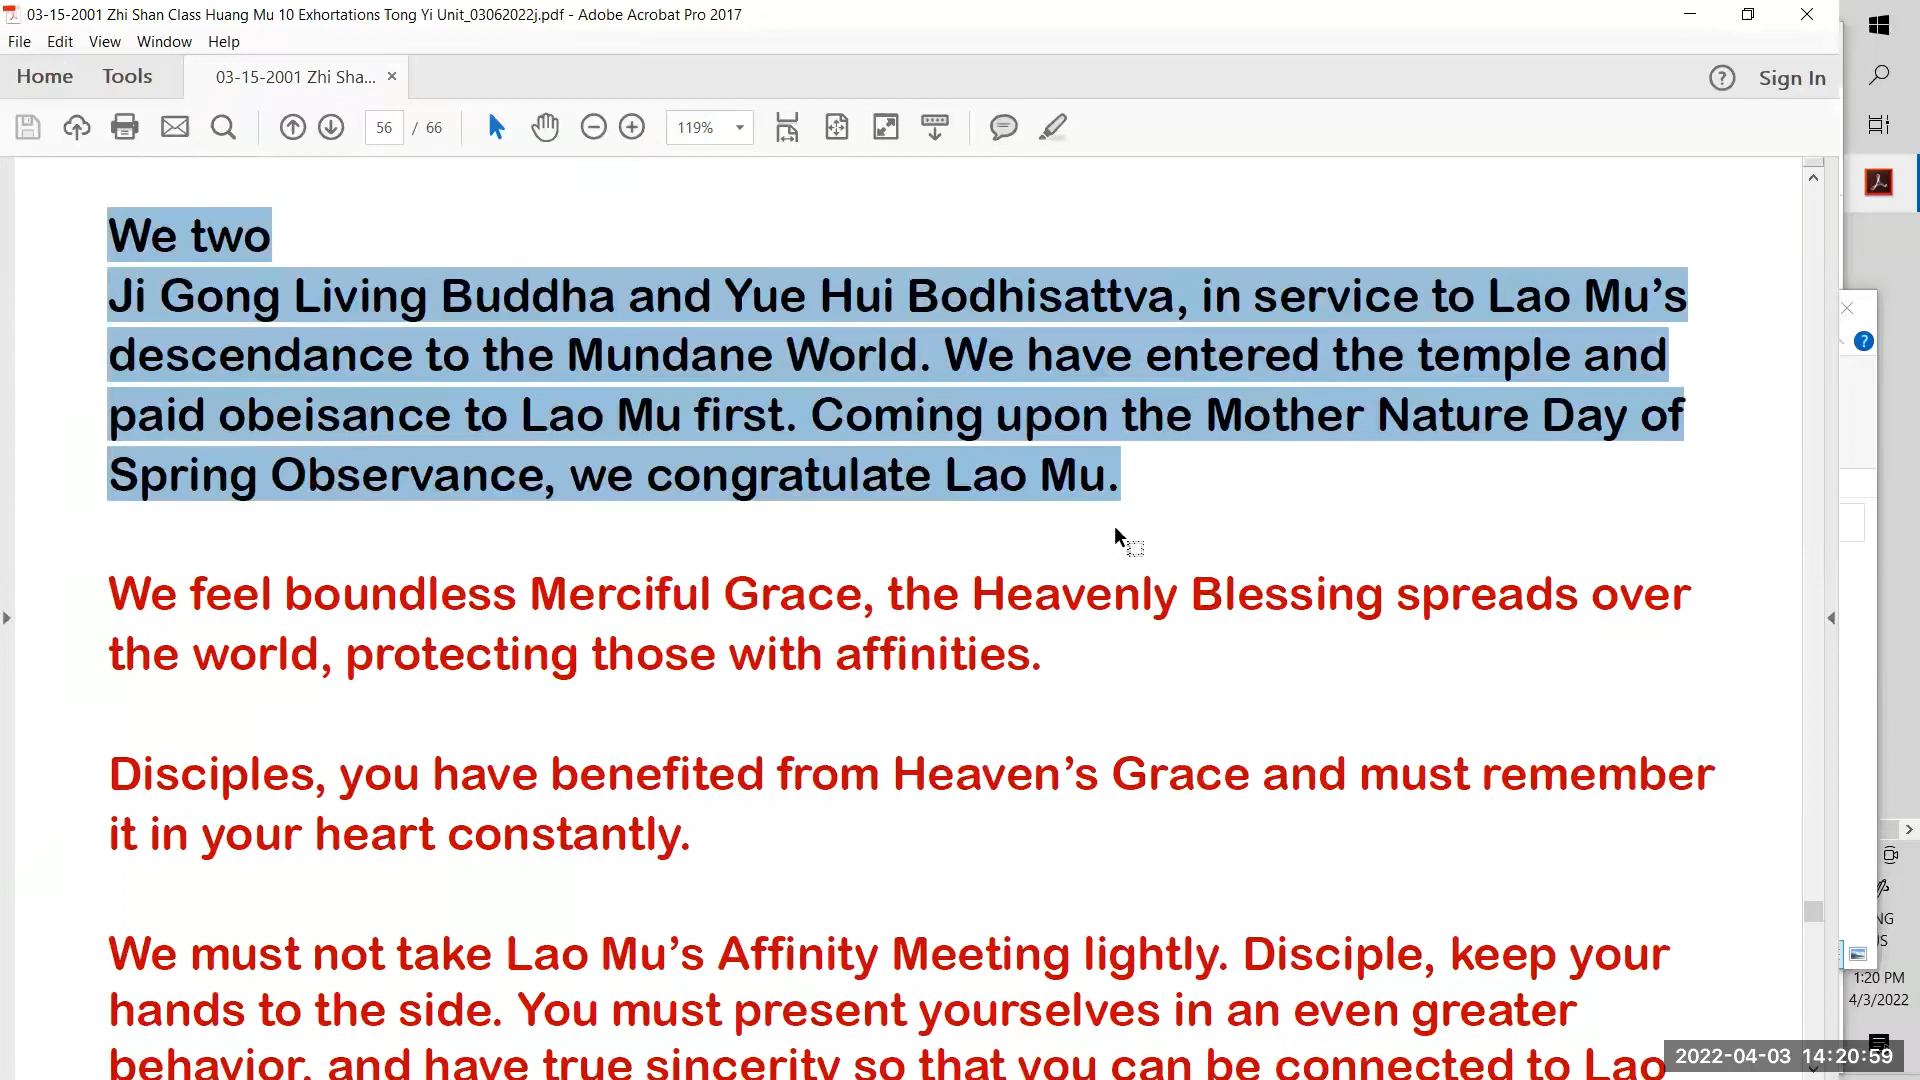 03-15-2001 Zhi Shan Class Huang Mu 10 Exhortations Tong Yi Unit_03062022j.pdf - Adobe Acrobat Pro 2017
File Edit View Window Help
Home Tools 03-15-2001 Zhi Sha... × Sign In
56 / 66 119%
We two
Ji Gong Living Buddha and Yue Hui Bodhisattva, in service to Lao Mu’s
descendance to the Mundane World. We have entered the temple and
paid obeisance to Lao Mu first. Coming upon the Mother Nature Day of
Spring Observance, we congratulate Lao Mu.
We feel boundless Merciful Grace, the Heavenly Blessing spreads over
the world, protecting those with affinities.
Disciples, you have benefited from Heaven’s Grace and must remember
it in your heart constantly.
We must not take Lao Mu’s Affinity Meeting lightly. Disciple, keep your
hands to the side. You must present yourselves in an even greater
behavior, and have true sincerity so that you can be connected to Lao
NG
US
1:20 PM
4/3/2022
2022-04-03 14:20:59